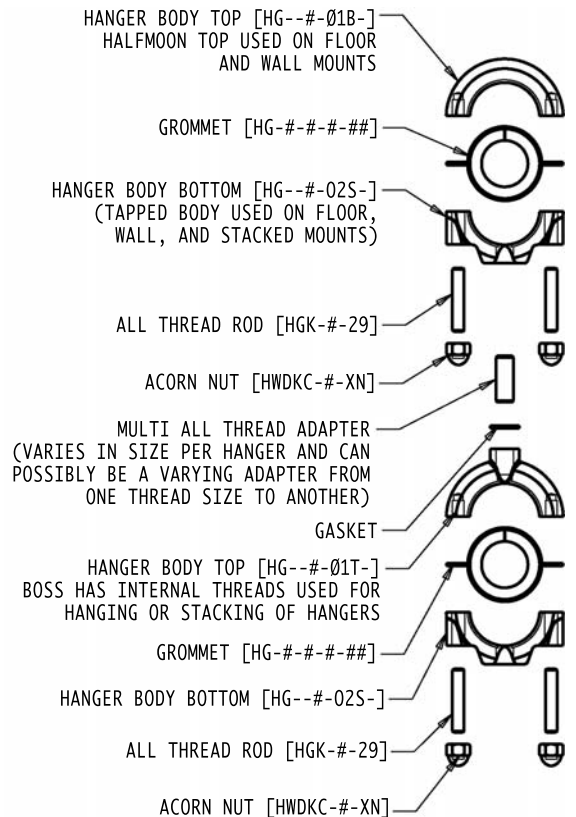 HANGER BODY TOP [HG--#-Ø1B-]
HALFMOON TOP USED ON FLOOR
AND WALL MOUNTS
GROMMET [HG-#-#-#-##]
HANGER BODY BOTTOM [HG--#-02S-]
(TAPPED BODY USED ON FLOOR,
WALL, AND STACKED MOUNTS)
ALL THREAD ROD [HGK-#-29]
ACORN NUT [HWDKC-#-XN]
MULTI ALL THREAD ADAPTER
(VARIES IN SIZE PER HANGER AND CAN
POSSIBLY BE A VARYING ADAPTER FROM
ONE THREAD SIZE TO ANOTHER)
GASKET
HANGER BODY TOP [HG--#-Ø1T-]
BOSS HAS INTERNAL THREADS USED FOR
HANGING OR STACKING OF HANGERS
GROMMET [HG-#-#-#-##]
HANGER BODY BOTTOM [HG--#-02S-]
ALL THREAD ROD [HGK-#-29]
ACORN NUT [HWDKC-#-XN]